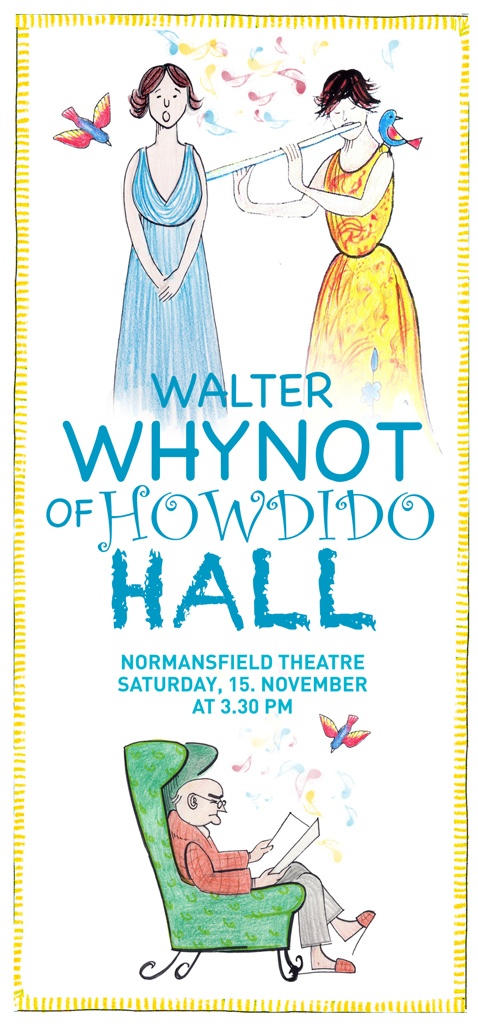 WALTER
WHYNOT
OF HOWDIDO
HALL
NORMANSFIELD THEATRE
SATURDAY, 15. NOVEMBER
AT 3.30 PM